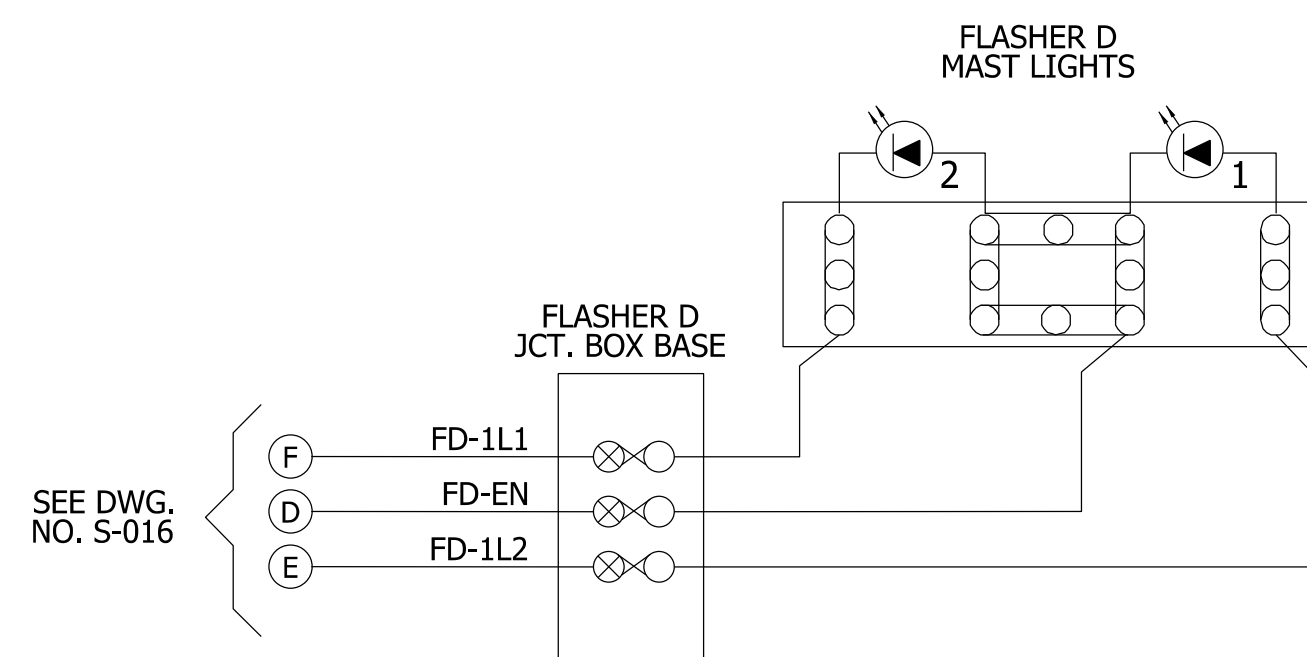 FLASHER D
MAST LIGHTS
2
1
FLASHER D
JCT. BOX BASE
FD-1L1
F
FD-EN
SEE DWG.
NO. S-016
D
FD-1L2
E